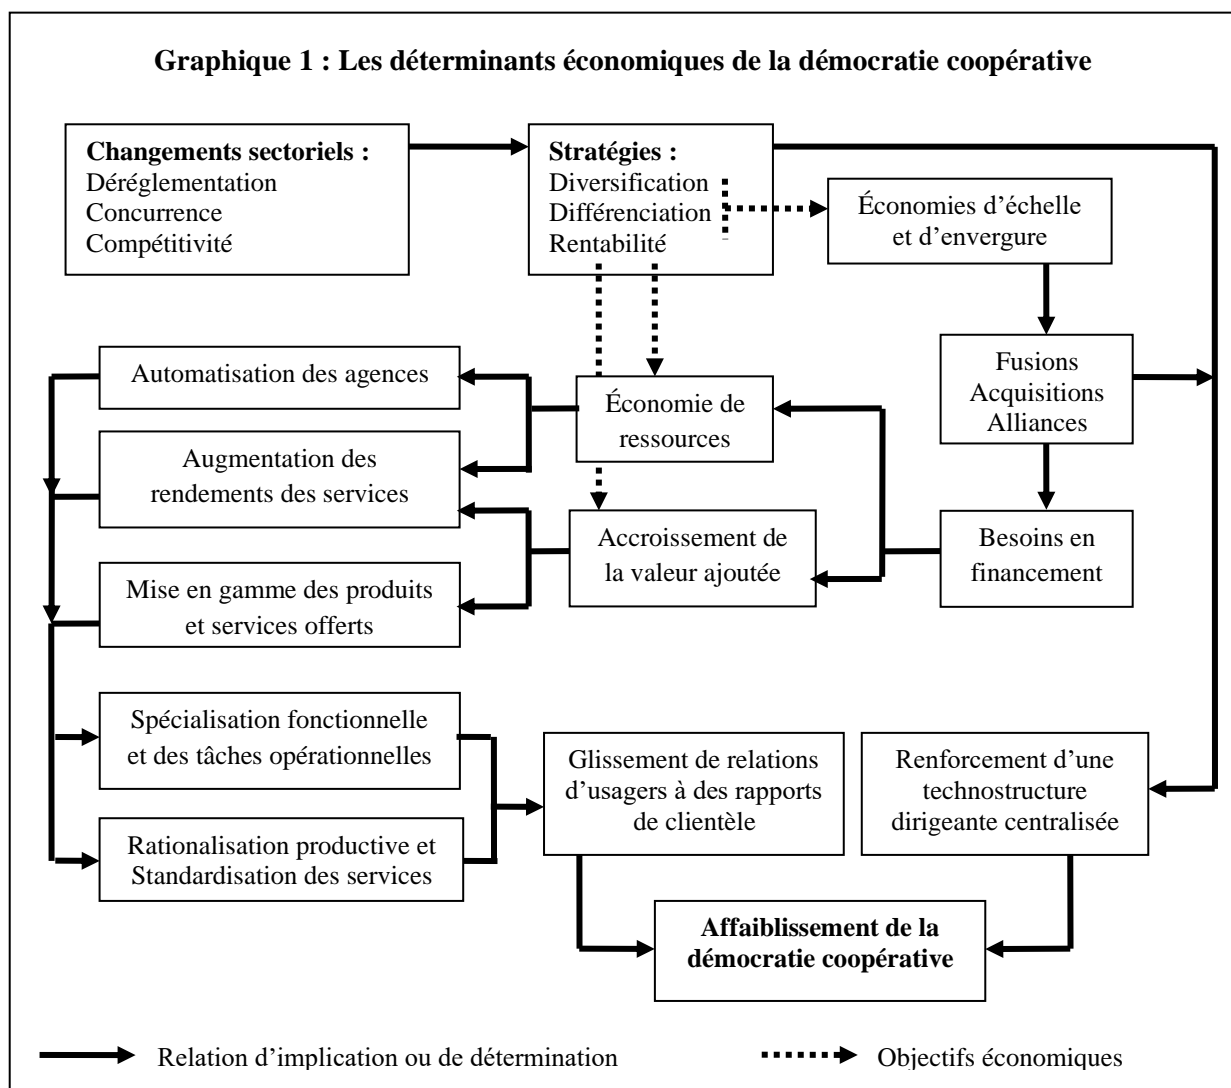 Graphique 1 : Les déterminants économiques de la démocratie coopérative
Changements sectoriels :
Déréglementation
Concurrence
Compétitivité
Stratégies :
Diversification
Différenciation
Rentabilité
Économies d’échelle
et d’envergure
Fusions
Acquisitions
Alliances
Automatisation des agences
Économie de
ressources
Augmentation des
rendements des services
Accroissement de
la valeur ajoutée
Besoins en
financement
Mise en gamme des produits
et services offerts
Spécialisation fonctionnelle
et des tâches opérationnelles
Glissement de relations
d’usagers à des rapports
de clientèle
Renforcement d’une
technostructure
dirigeante centralisée
Rationalisation productive et
Standardisation des services
Affaiblissement de la
démocratie coopérative
Relation d’implication ou de détermination
Objectifs économiques